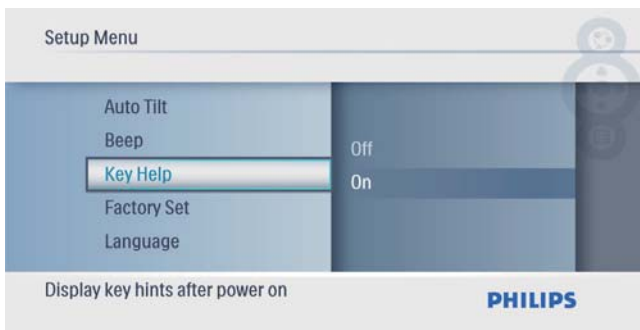 Setup Menu
Auto Tilt
Beep
Key Help
Factory Set
Language
Off
On
Display key hints after power on
PHILIPS